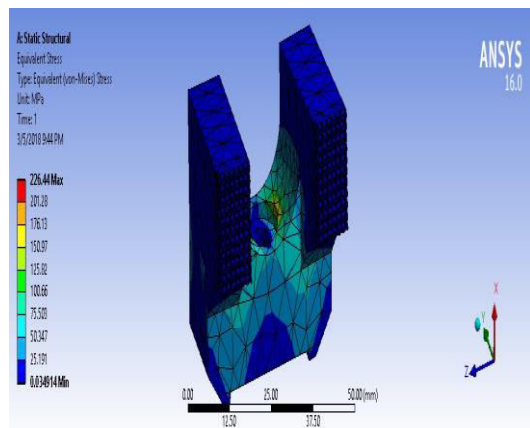 A: Static Structural
Equivalent Stress
Type: Equivalent (von-Mises) Stress
Unit: MPa
Time: 1
3/5/2018 9:44 PM
ANSYS
16.0
226.44 Max
201.28
176.13
150.97
125.82
100.66
75.503
50.347
25.191
0.034914 Min
X
Y
Z
0.00 25.00 50.00 (mm)
12.50 37.50